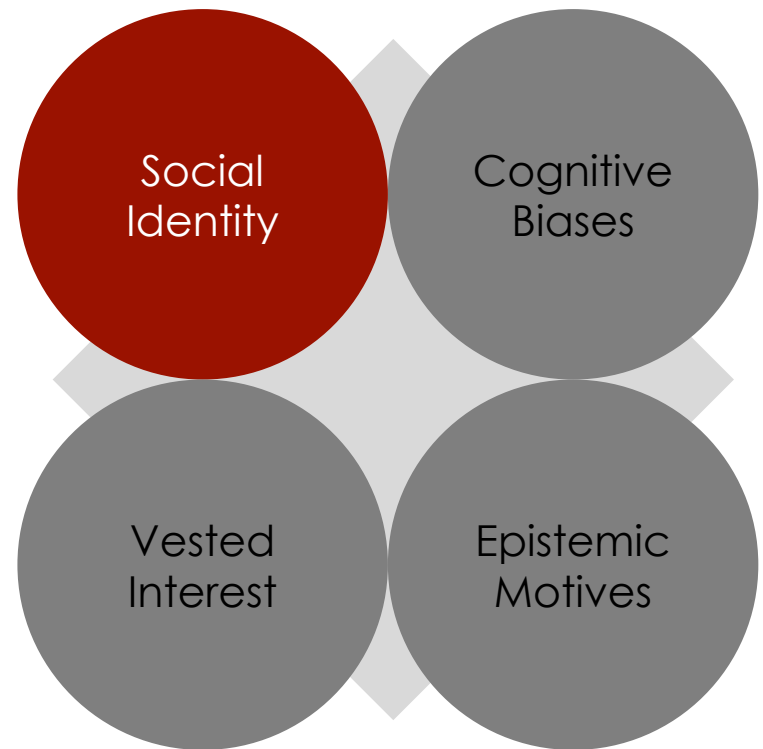 Social
Identity
Cognitive
Biases
Vested
Interest
Epistemic
Motives